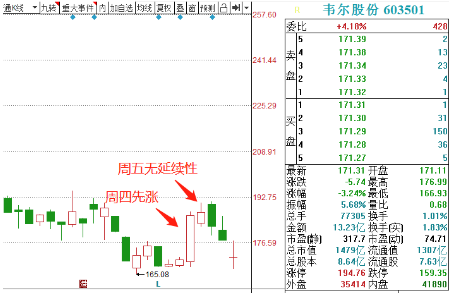 通K线 九转 重大事件 内 加自选 均线 复权 叠 窗 预测
257.60
241.44
225.29
208.91
192.75
176.59
周五无延续性
周四先涨
165.08
L
韦尔股份 603501
委比 +4.10% 420
卖盘
5 171.39 2
4 171.38 13
3 171.34 23
2 171.33 4
1 171.32 1
买盘
1 171.31 1
2 171.30 31
3 171.29 150
4 171.28 36
5 171.27 5
最新 171.31 开盘 171.11
涨跌 -5.74 最高 176.99
涨幅 -3.24% 最低 166.93
振幅 5.68% 量比 0.68
总手 77305 换手 1.01%
金额 13.23亿 换手(实) 1.83%
市盈(静) 317.7 市盈(动) 74.71
总市值 1479亿 流通值 1307亿
总股本 8.64亿 流通股 7.63亿
涨停 194.76 跌停 159.35
外盘 35414 内盘 41890